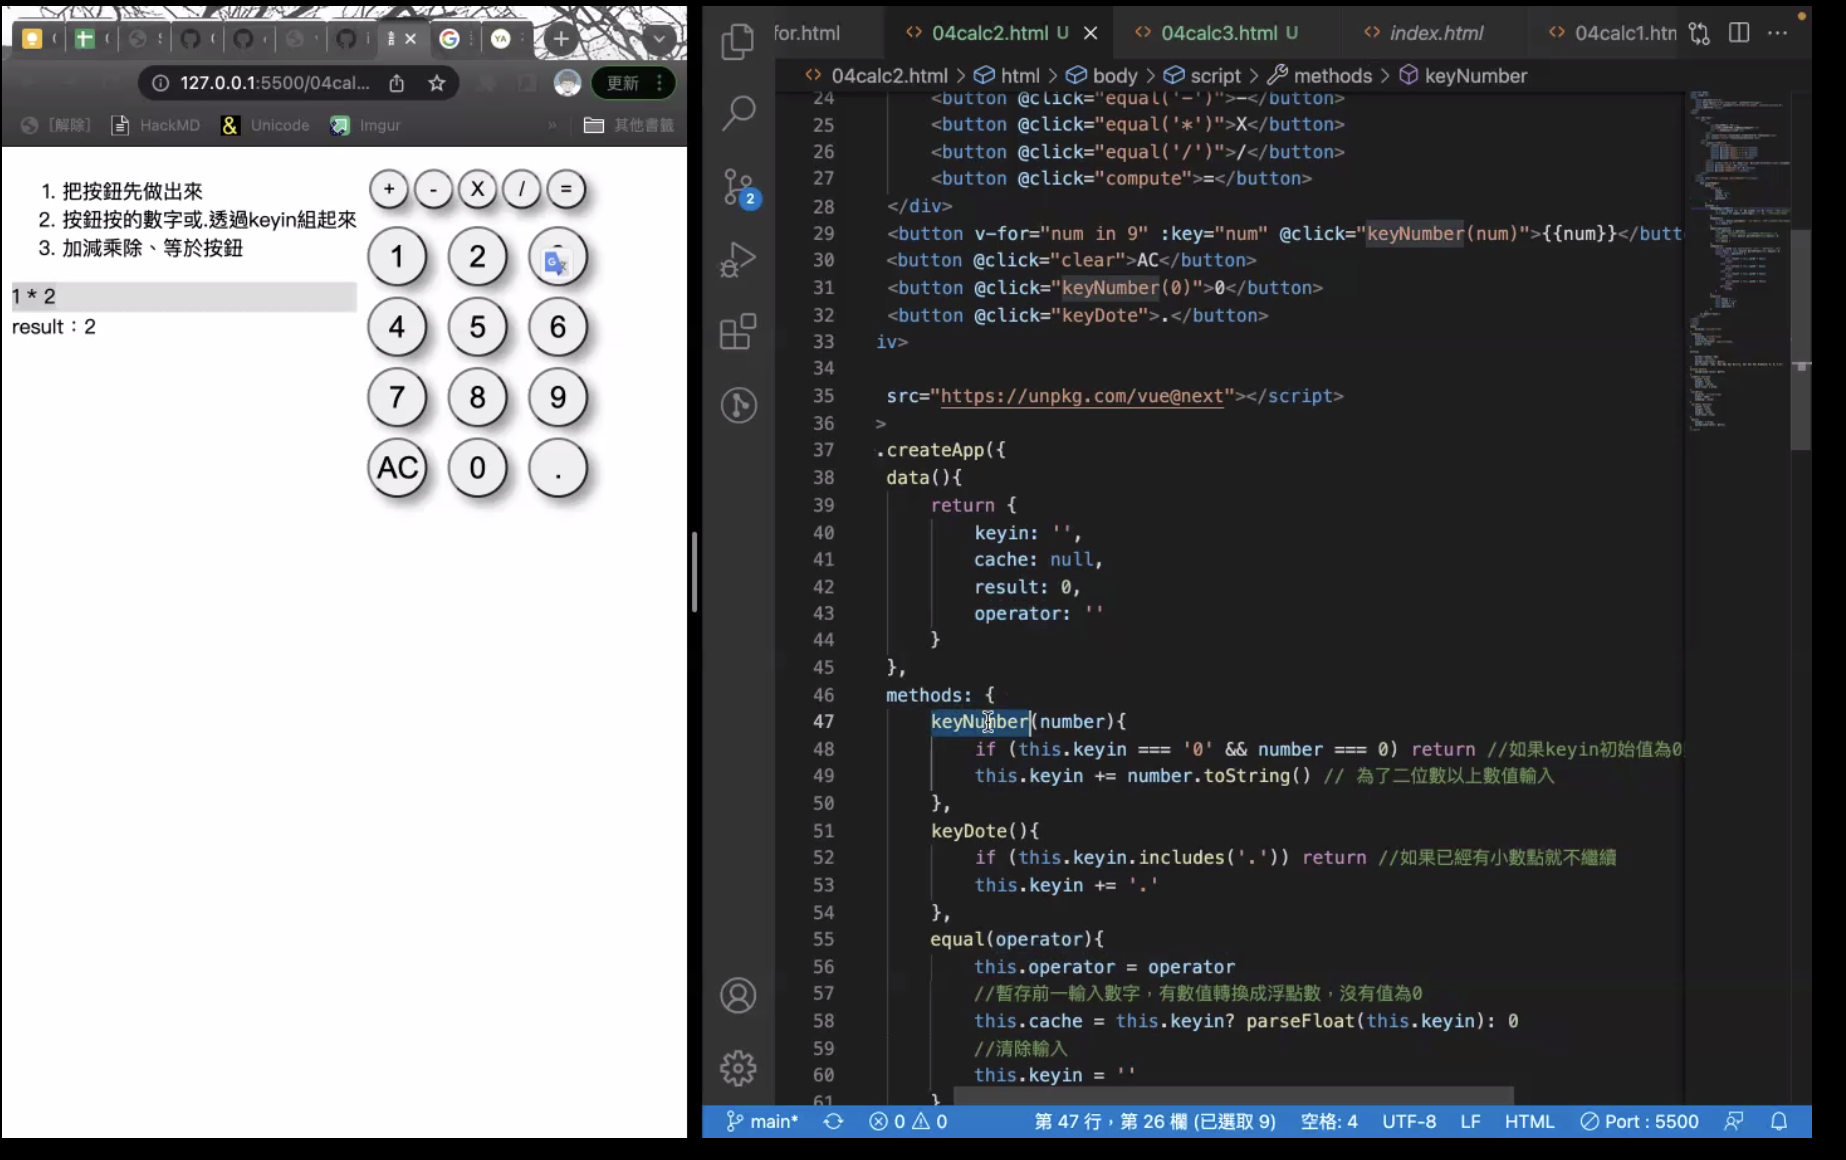 127.0.0.1:5500/04cal...
更新
[解除]
HackMD
Unicode
Imgur
»
其他書籤
1. 把按鈕先做出來
2. 按鈕按的數字或.透過keyin組起來
3. 加減乘除、等於按鈕
1 * 2
result：2
+ - X / =
1 2
4 5 6
7 8 9
AC 0 .
for.html
04calc2.html U
04calc3.html U
index.html
04calc1.htm
04calc2.html > html > body > script > methods > keyNumber
24 <button @click="equal('-')">-</button>
25 <button @click="equal('*')">X</button>
26 <button @click="equal('/')">/</button>
27 <button @click="compute">=</button>
28 </div>
29 <button v-for="num in 9" :key="num" @click="keyNumber(num)">{{num}}</butt
30 <button @click="clear">AC</button>
31 <button @click="keyNumber(0)">0</button>
32 <button @click="keyDote">.</button>
33 iv>
34
35 src="https://unpkg.com/vue@next"></script>
36 >
37 .createApp({
38 data(){
39 return {
40 keyin: '',
41 cache: null,
42 result: 0,
43 operator: ''
44 }
45 },
46 methods: {
47 keyNumber(number){
48 if (this.keyin === '0' && number === 0) return //如果keyin初始值為0
49 this.keyin += number.toString() // 為了二位數以上數值輸入
50 },
51 keyDote(){
52 if (this.keyin.includes('.')) return //如果已經有小數點就不繼續
53 this.keyin += '.'
54 },
55 equal(operator){
56 this.operator = operator
57 //暫存前一輸入數字，有數值轉換成浮點數，沒有值為0
58 this.cache = this.keyin? parseFloat(this.keyin): 0
59 //清除輸入
60 this.keyin = ''
61 }
2
main* 0 0 第 47 行，第 26 欄 (已選取 9) 空格: 4 UTF-8 LF HTML Port : 5500